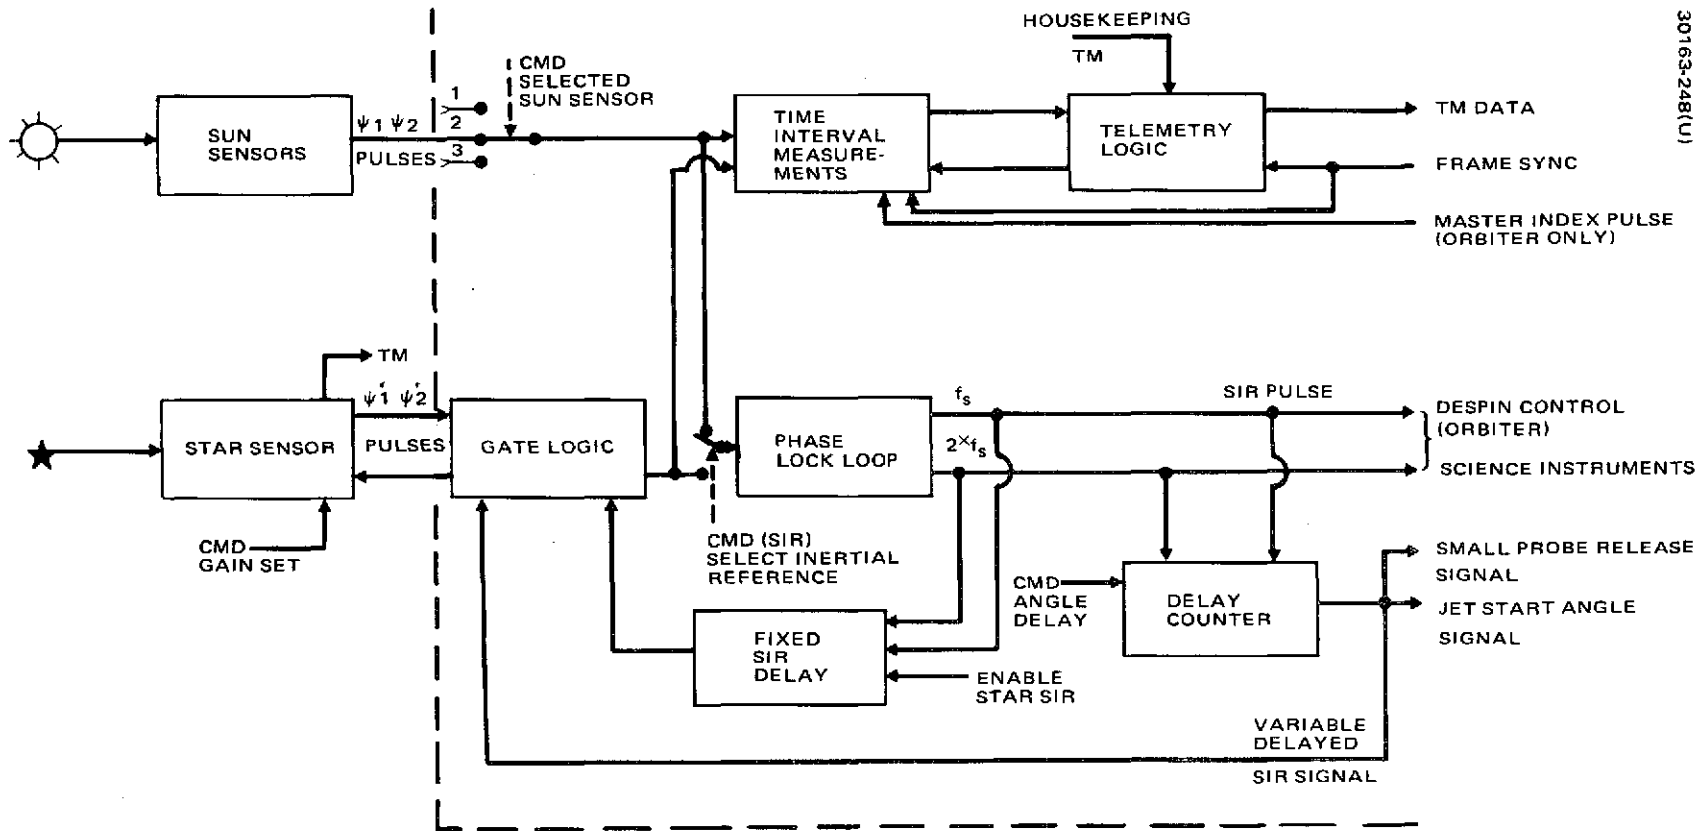 30163-248(U)
HOUSEKEEPING
TM
CMD
SELECTED
SUN SENSOR
1
2
3
SUN
SENSORS
ψ1 ψ2
PULSES
TIME
INTERVAL
MEASURE-
MENTS
TELEMETRY
LOGIC
TM DATA
FRAME SYNC
MASTER INDEX PULSE
(ORBITER ONLY)
TM
STAR SENSOR
ψ'1 ψ'2
PULSES
GATE LOGIC
PHASE
LOCK LOOP
fs
2×fs
SIR PULSE
DESPIN CONTROL
(ORBITER)
SCIENCE INSTRUMENTS
CMD
GAIN SET
CMD (SIR)
SELECT INERTIAL
REFERENCE
CMD
ANGLE
DELAY
DELAY
COUNTER
SMALL PROBE RELEASE
SIGNAL
JET START ANGLE
SIGNAL
FIXED
SIR
DELAY
ENABLE
STAR SIR
VARIABLE
DELAYED
SIR SIGNAL